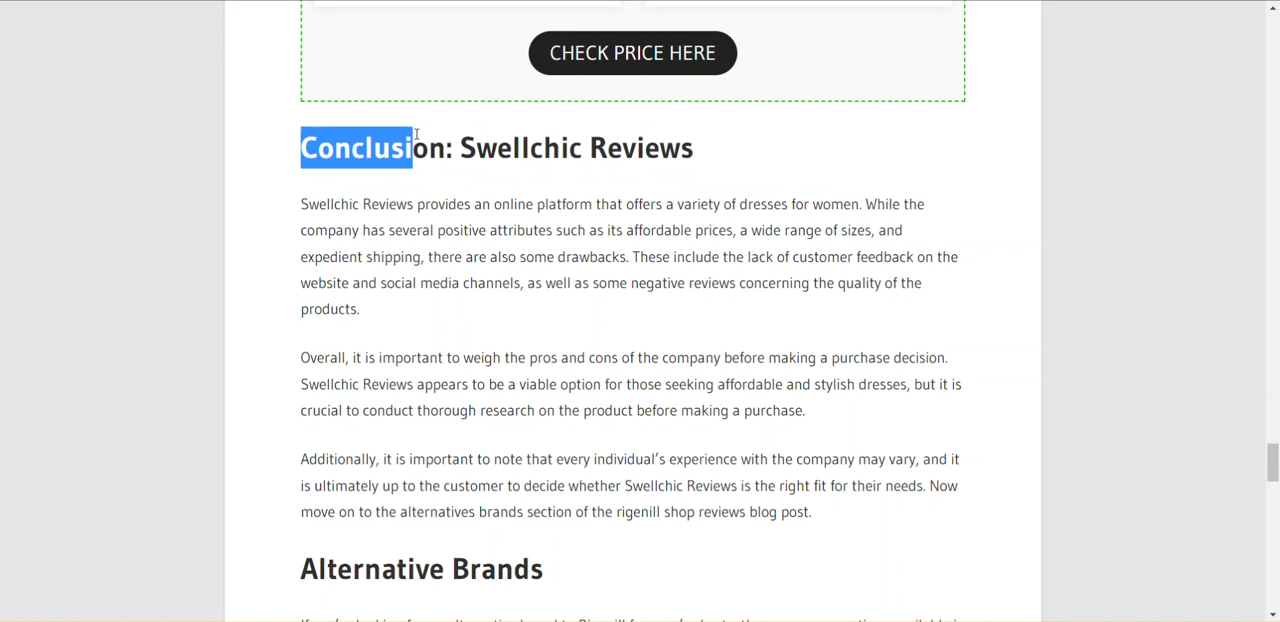 CHECK PRICE HERE
Conclusion: Swellchic Reviews
Swellchic Reviews provides an online platform that offers a variety of dresses for women. While the
company has several positive attributes such as its affordable prices, a wide range of sizes, and
expedient shipping, there are also some drawbacks. These include the lack of customer feedback on the
website and social media channels, as well as some negative reviews concerning the quality of the
products.
Overall, it is important to weigh the pros and cons of the company before making a purchase decision.
Swellchic Reviews appears to be a viable option for those seeking affordable and stylish dresses, but it is
crucial to conduct thorough research on the product before making a purchase.
Additionally, it is important to note that every individual’s experience with the company may vary, and it
is ultimately up to the customer to decide whether Swellchic Reviews is the right fit for their needs. Now
move on to the alternatives brands section of the rigenill shop reviews blog post.
Alternative Brands